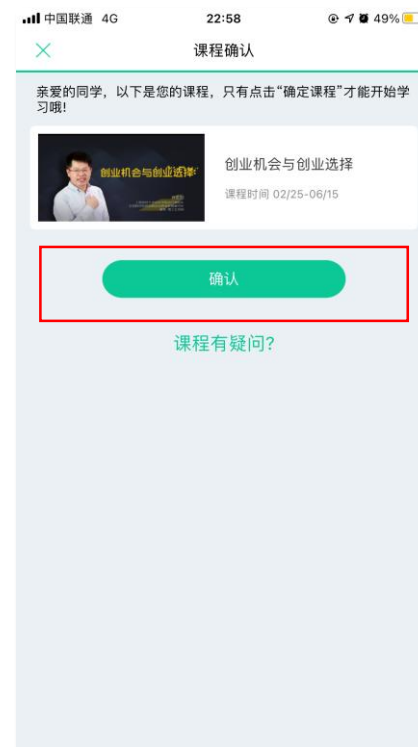 中国联通 4G 22:58 49%
课程确认
亲爱的同学，以下是您的课程，只有点击“确定课程”才能开始学
习哦!
创业机会与创业选择
创业机会与创业选择
课程时间 02/25-06/15
确认
课程有疑问?